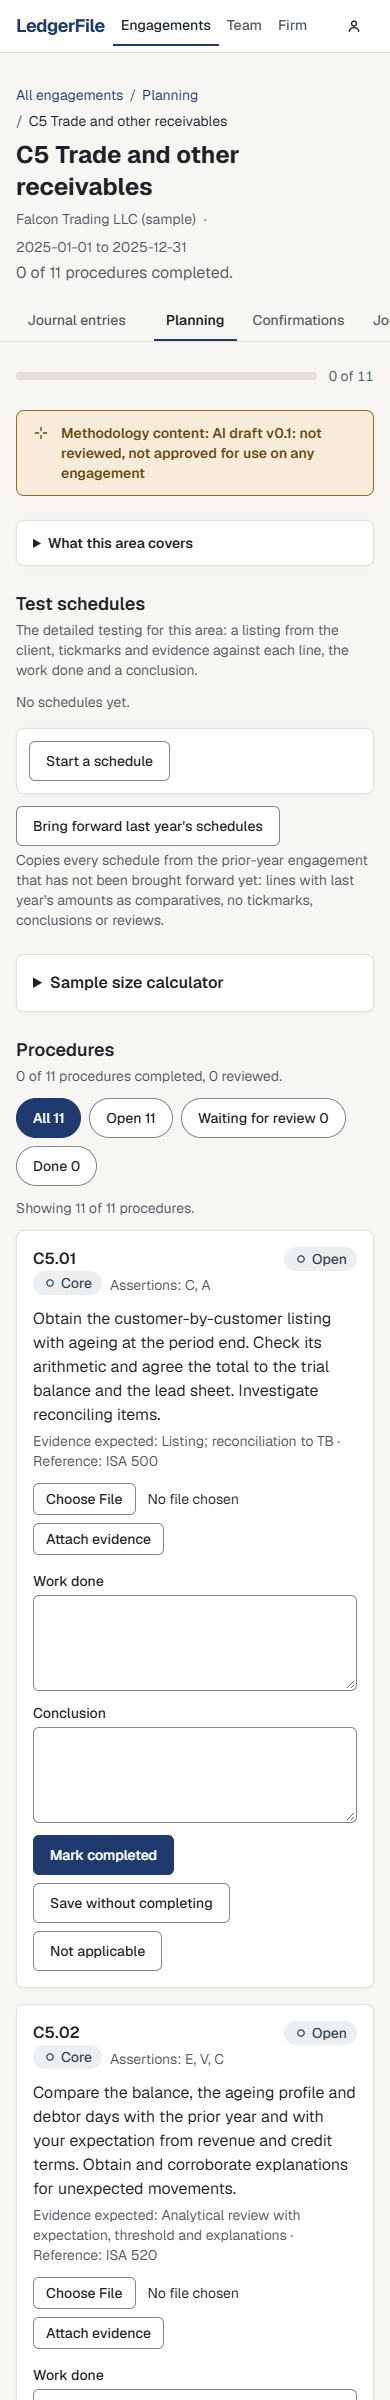 LedgerFile Engagements Team Firm
All engagements / Planning
/ C5 Trade and other receivables
C5 Trade and other
receivables
Falcon Trading LLC (sample) ·
2025-01-01 to 2025-12-31
0 of 11 procedures completed.
Journal entries Planning Confirmations Jo
0 of 11
Methodology content: AI draft v0.1: not
reviewed, not approved for use on any
engagement
What this area covers
Test schedules
The detailed testing for this area: a listing from the
client, tickmarks and evidence against each line, the
work done and a conclusion.
No schedules yet.
Start a schedule
Bring forward last year's schedules
Copies every schedule from the prior-year engagement
that has not been brought forward yet: lines with last
year's amounts as comparatives, no tickmarks,
conclusions or reviews.
Sample size calculator
Procedures
0 of 11 procedures completed, 0 reviewed.
All 11 Open 11 Waiting for review 0
Done 0
Showing 11 of 11 procedures.
C5.01 Open
Core Assertions: C, A
Obtain the customer-by-customer listing
with ageing at the period end. Check its
arithmetic and agree the total to the trial
balance and the lead sheet. Investigate
reconciling items.
Evidence expected: Listing; reconciliation to TB ·
Reference: ISA 500
Choose File No file chosen
Attach evidence
Work done
Conclusion
Mark completed
Save without completing
Not applicable
C5.02 Open
Core Assertions: E, V, C
Compare the balance, the ageing profile and
debtor days with the prior year and with
your expectation from revenue and credit
terms. Obtain and corroborate explanations
for unexpected movements.
Evidence expected: Analytical review with
expectation, threshold and explanations ·
Reference: ISA 520
Choose File No file chosen
Attach evidence
Work done